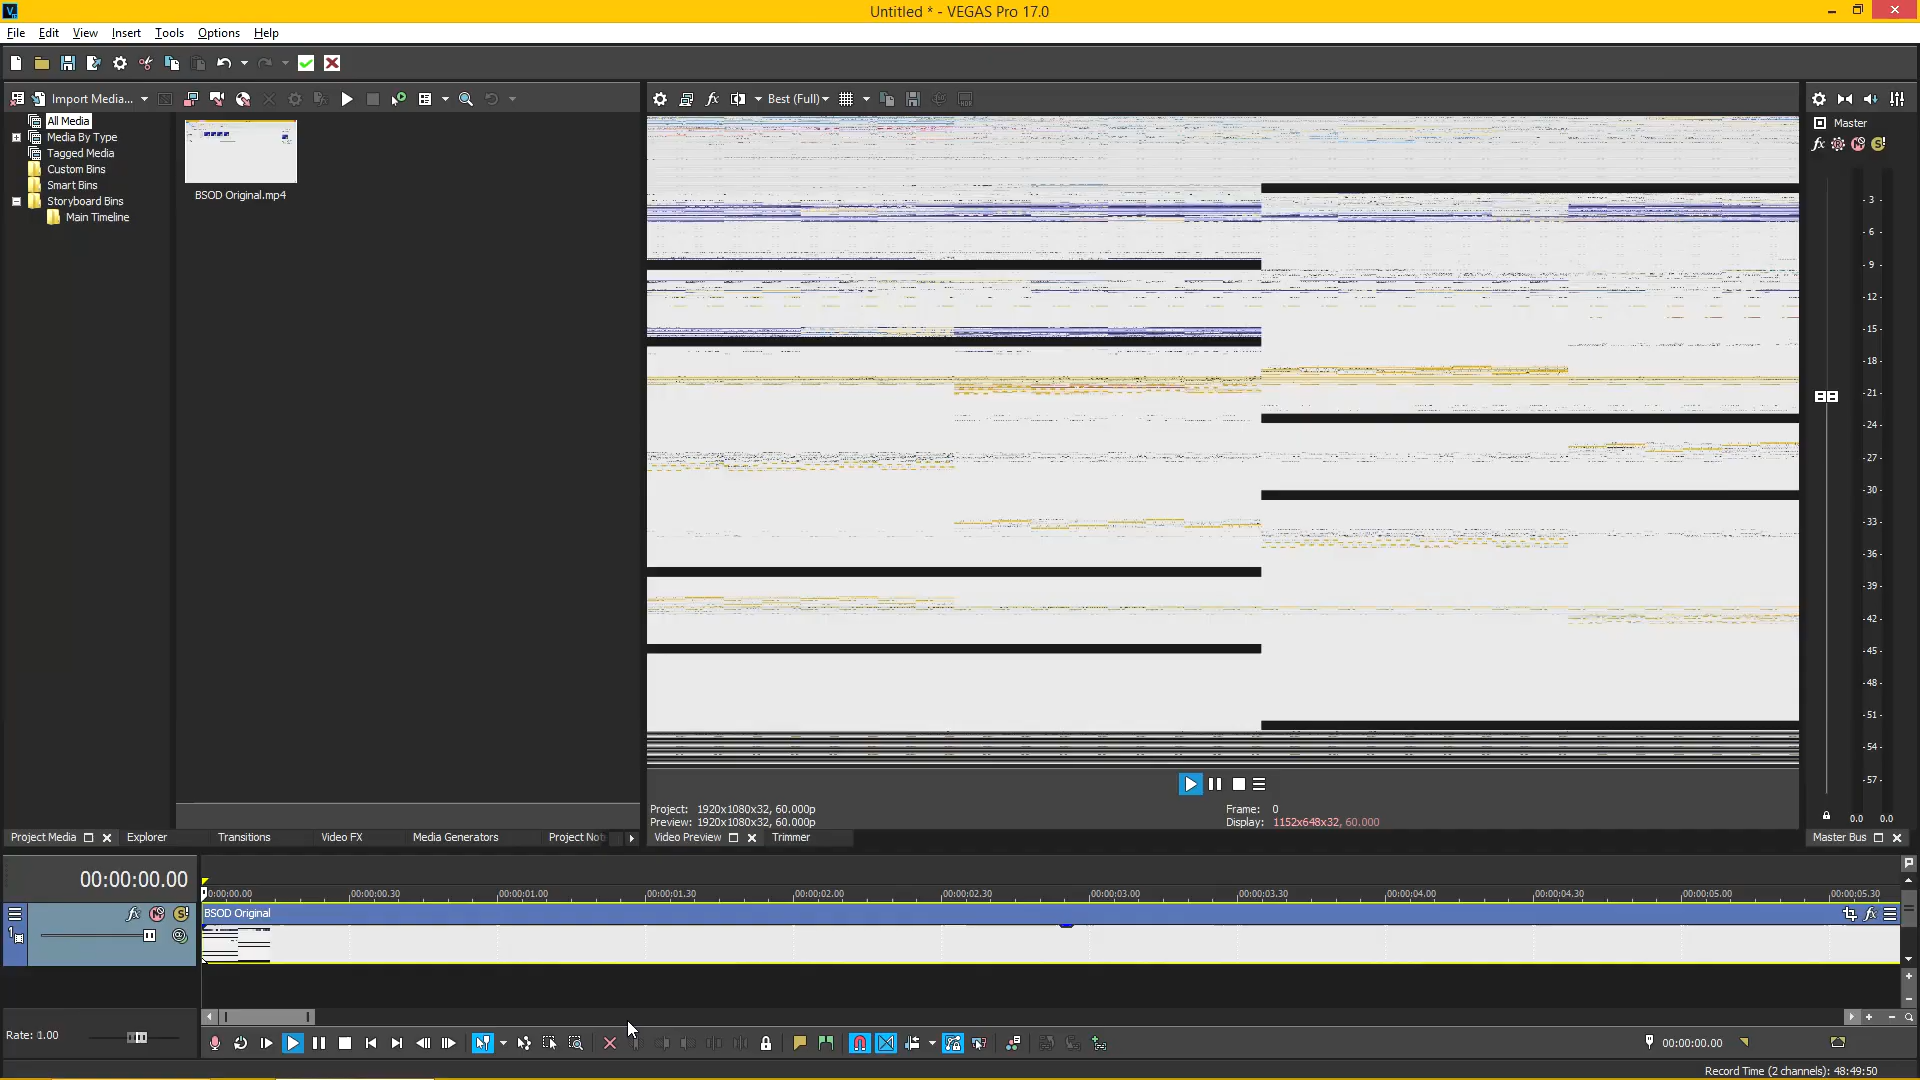 Untitled * - VEGAS Pro 17.0
File Edit View Insert Tools Options Help
Import Media...
All Media
Media By Type
Tagged Media
Custom Bins
Smart Bins
Storyboard Bins
Main Timeline
BSOD Original.mp4
Best (Full)
Master
- 3 -
- 6 -
- 9 -
- 12 -
- 15 -
- 18 -
- 21 -
- 24 -
- 27 -
- 30 -
- 33 -
- 36 -
- 39 -
- 42 -
- 45 -
- 48 -
- 51 -
- 54 -
- 57 -
0.0 0.0
Project: 1920x1080x32, 60.000p
Preview: 1920x1080x32, 60.000p
Frame: 0
Display: 1152x648x32, 60.000
Project Media Explorer Transitions Video FX Media Generators Project Not
Video Preview Trimmer
Master Bus
00:00:00.00
0:00:00.00 00:00:00.30 00:00:01.00 00:00:01.30 00:00:02.00 00:00:02.30 00:00:03.00 00:00:03.30 00:00:04.00 00:00:04.30 00:00:05.00 00:00:05.30
BSOD Original
1
Rate: 1.00
00:00:00.00
Record Time (2 channels): 48:49:50